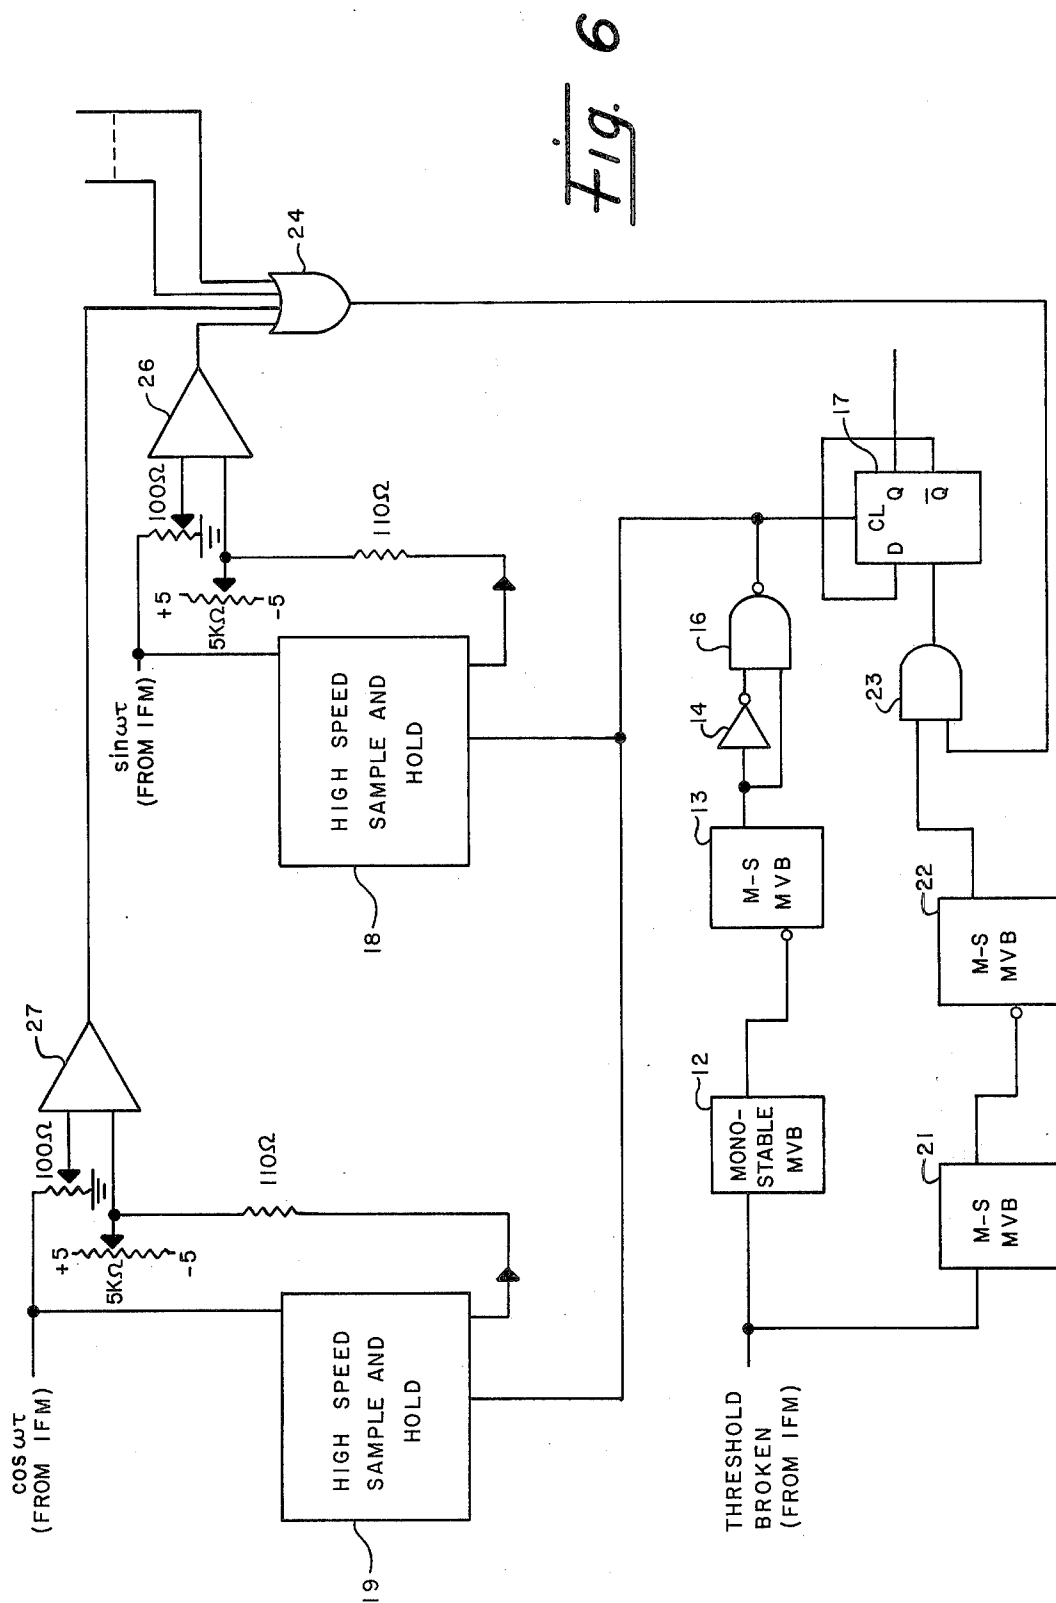 cos ωτ
(FROM IFM)
+5
5KΩ
-5
100Ω
27
110Ω
HIGH SPEED
SAMPLE AND
HOLD
19
sin ωτ
(FROM IFM)
+5
5KΩ
-5
100Ω
26
110Ω
HIGH SPEED
SAMPLE AND
HOLD
18
24
THRESHOLD
BROKEN
(FROM IFM)
12
MONO-
STABLE
MVB
13
M-S
MVB
14
16
17
CL
D
Q
Q̅
21
M-S
MVB
22
M-S
MVB
23
Fig. 6